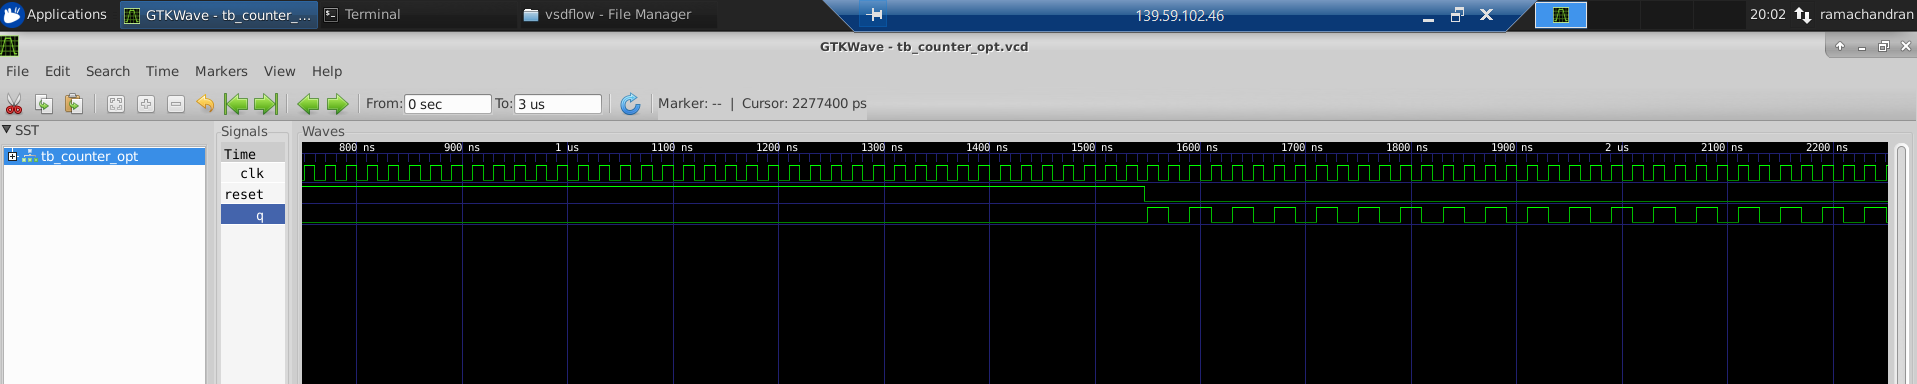 Applications GTKWave - tb_counter_... Terminal vsdflow - File Manager 139.59.102.46 20:02 ramachandran
GTKWave - tb_counter_opt.vcd
File Edit Search Time Markers View Help
From: 0 sec To: 3 us Marker: -- | Cursor: 2277400 ps
SST Signals Waves
tb_counter_opt
Time 800 ns 900 ns 1 us 1100 ns 1200 ns 1300 ns 1400 ns 1500 ns 1600 ns 1700 ns 1800 ns 1900 ns 2 us 2100 ns 2200 ns
clk
reset
q